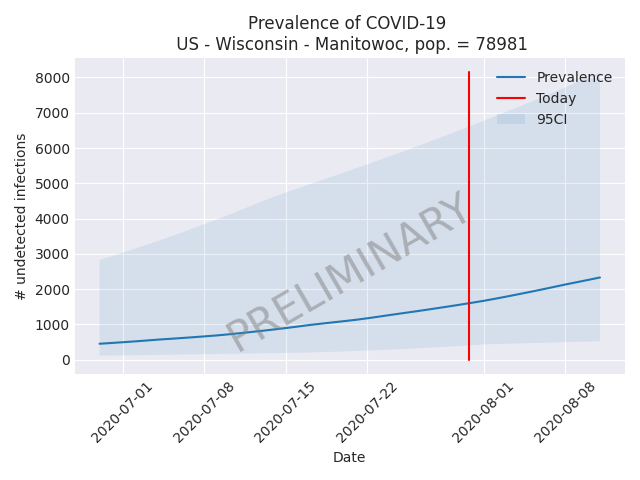 Prevalence of COVID-19
US - Wisconsin - Manitowoc, pop. = 78981
# undetected infections
8000
7000
6000
5000
4000
3000
2000
1000
0
Prevalence
Today
95CI
PRELIMINARY
2020-07-01
2020-07-08
2020-07-15
2020-07-22
2020-08-01
2020-08-08
Date